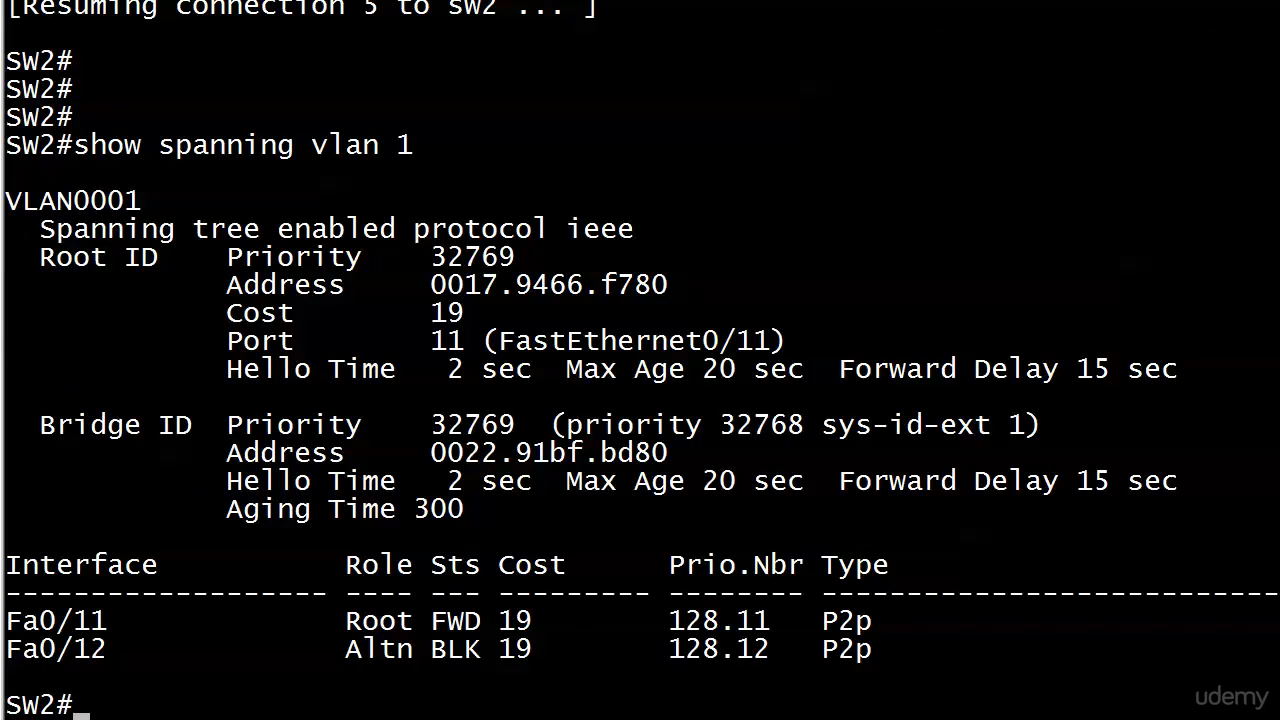 [Resuming connection 5 to sw2 ... ]
SW2#
SW2#
SW2#
SW2#show spanning vlan 1
VLAN0001
  Spanning tree enabled protocol ieee
  Root ID    Priority    32769
             Address     0017.9466.f780
             Cost        19
             Port        11 (FastEthernet0/11)
             Hello Time   2 sec  Max Age 20 sec  Forward Delay 15 sec
  Bridge ID  Priority    32769  (priority 32768 sys-id-ext 1)
             Address     0022.91bf.bd80
             Hello Time   2 sec  Max Age 20 sec  Forward Delay 15 sec
             Aging Time 300
Interface           Role Sts Cost      Prio.Nbr Type
------------------- ---- --- --------- -------- ---------------------------
Fa0/11              Root FWD 19        128.11   P2p
Fa0/12              Altn BLK 19        128.12   P2p
SW2#
udemy